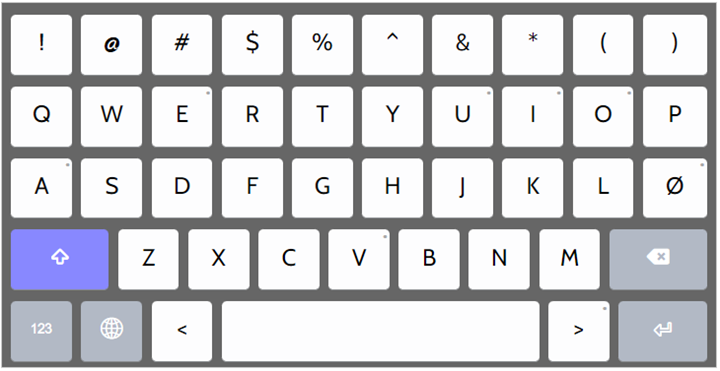 ! @ # $ % ^ & * ( )
Q W E R T Y U I O P
A S D F G H J K L Ø
Z X C V B N M
123 < >